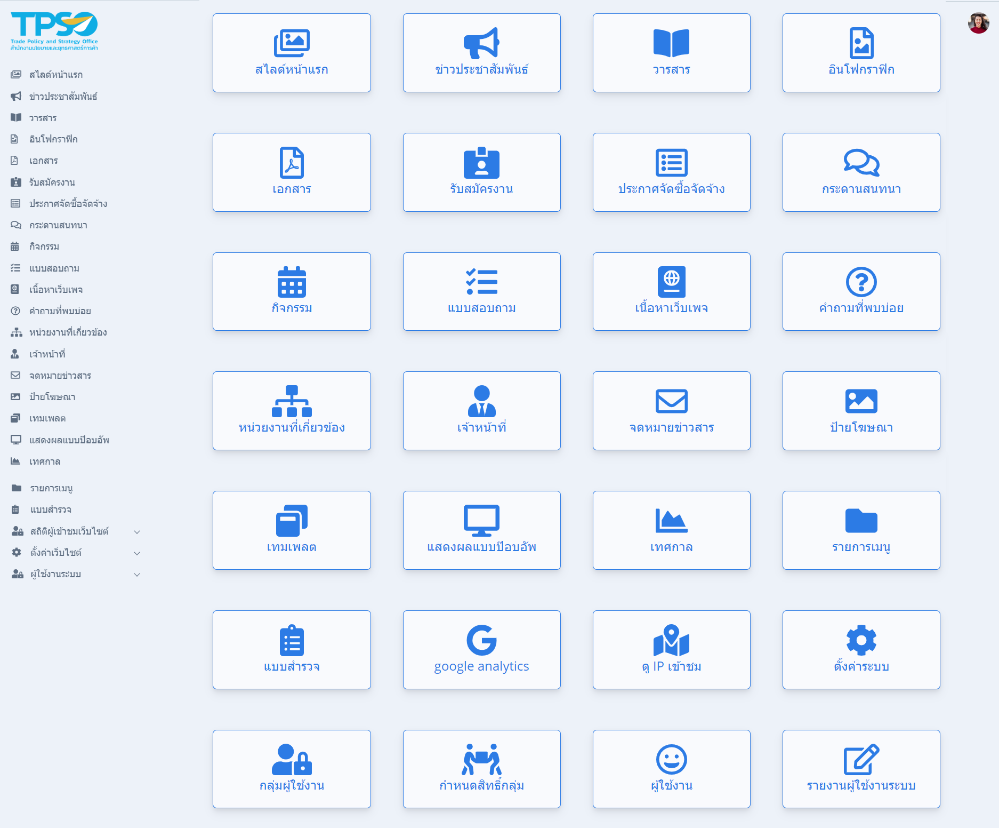 TPSO
Trade Policy and Strategy Office
สำนักงานนโยบายและยุทธศาสตร์การค้า
สไลด์หน้าแรก
ข่าวประชาสัมพันธ์
วารสาร
อินโฟกราฟิก
เอกสาร
รับสมัครงาน
ประกาศจัดซื้อจัดจ้าง
กระดานสนทนา
กิจกรรม
แบบสอบถาม
เนื้อหาเว็บเพจ
คำถามที่พบบ่อย
หน่วยงานที่เกี่ยวข้อง
เจ้าหน้าที่
จดหมายข่าวสาร
ป้ายโฆษณา
เทมเพลต
แสดงผลแบบป๊อบอัพ
เทศกาล
รายการเมนู
แบบสำรวจ
สถิติผู้เข้าชมเว็บไซต์
ตั้งค่าเว็บไซต์
ผู้ใช้งานระบบ
สไลด์หน้าแรก
ข่าวประชาสัมพันธ์
วารสาร
อินโฟกราฟิก
เอกสาร
รับสมัครงาน
ประกาศจัดซื้อจัดจ้าง
กระดานสนทนา
กิจกรรม
แบบสอบถาม
เนื้อหาเว็บเพจ
คำถามที่พบบ่อย
หน่วยงานที่เกี่ยวข้อง
เจ้าหน้าที่
จดหมายข่าวสาร
ป้ายโฆษณา
เทมเพลต
แสดงผลแบบป๊อบอัพ
เทศกาล
รายการเมนู
แบบสำรวจ
google analytics
ดู IP เข้าชม
ตั้งค่าระบบ
กลุ่มผู้ใช้งาน
กำหนดสิทธิ์กลุ่ม
ผู้ใช้งาน
รายงานผู้ใช้งานระบบ